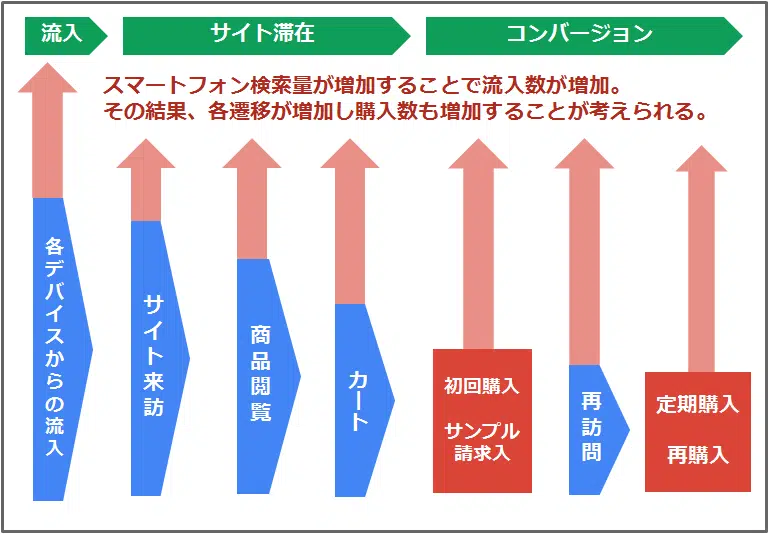 流入
サイト滞在
コンバージョン
スマートフォン検索量が増加することで流入数が増加。
その結果、各遷移が増加し購入数も増加することが考えられる。
各デバイスからの流入
サイト来訪
商品閲覧
カート
初回購入
サンプル
請求入
再訪問
定期購入
再購入